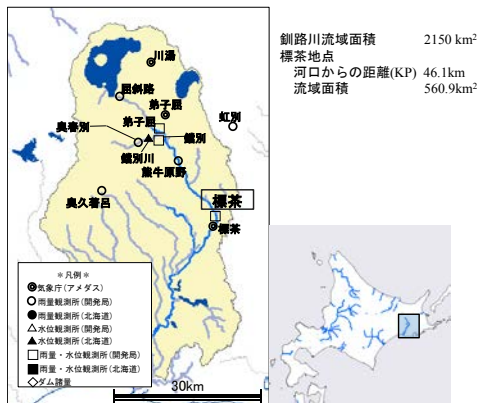 釧路川流域面積 2150 km²
標茶地点
河口からの距離(KP) 46.1km
流域面積 560.9km²
川湯
屈斜路
弟子屈
弟子屈
虹別
奥春別
鐺別
鐺別川
熊牛原野
奥久著呂
標茶
標茶
＊凡例＊
気象庁(アメダス)
雨量観測所(開発局)
雨量観測所(北海道)
水位観測所(開発局)
水位観測所(北海道)
雨量・水位観測所(開発局)
雨量・水位観測所(北海道)
ダム諸量
30km